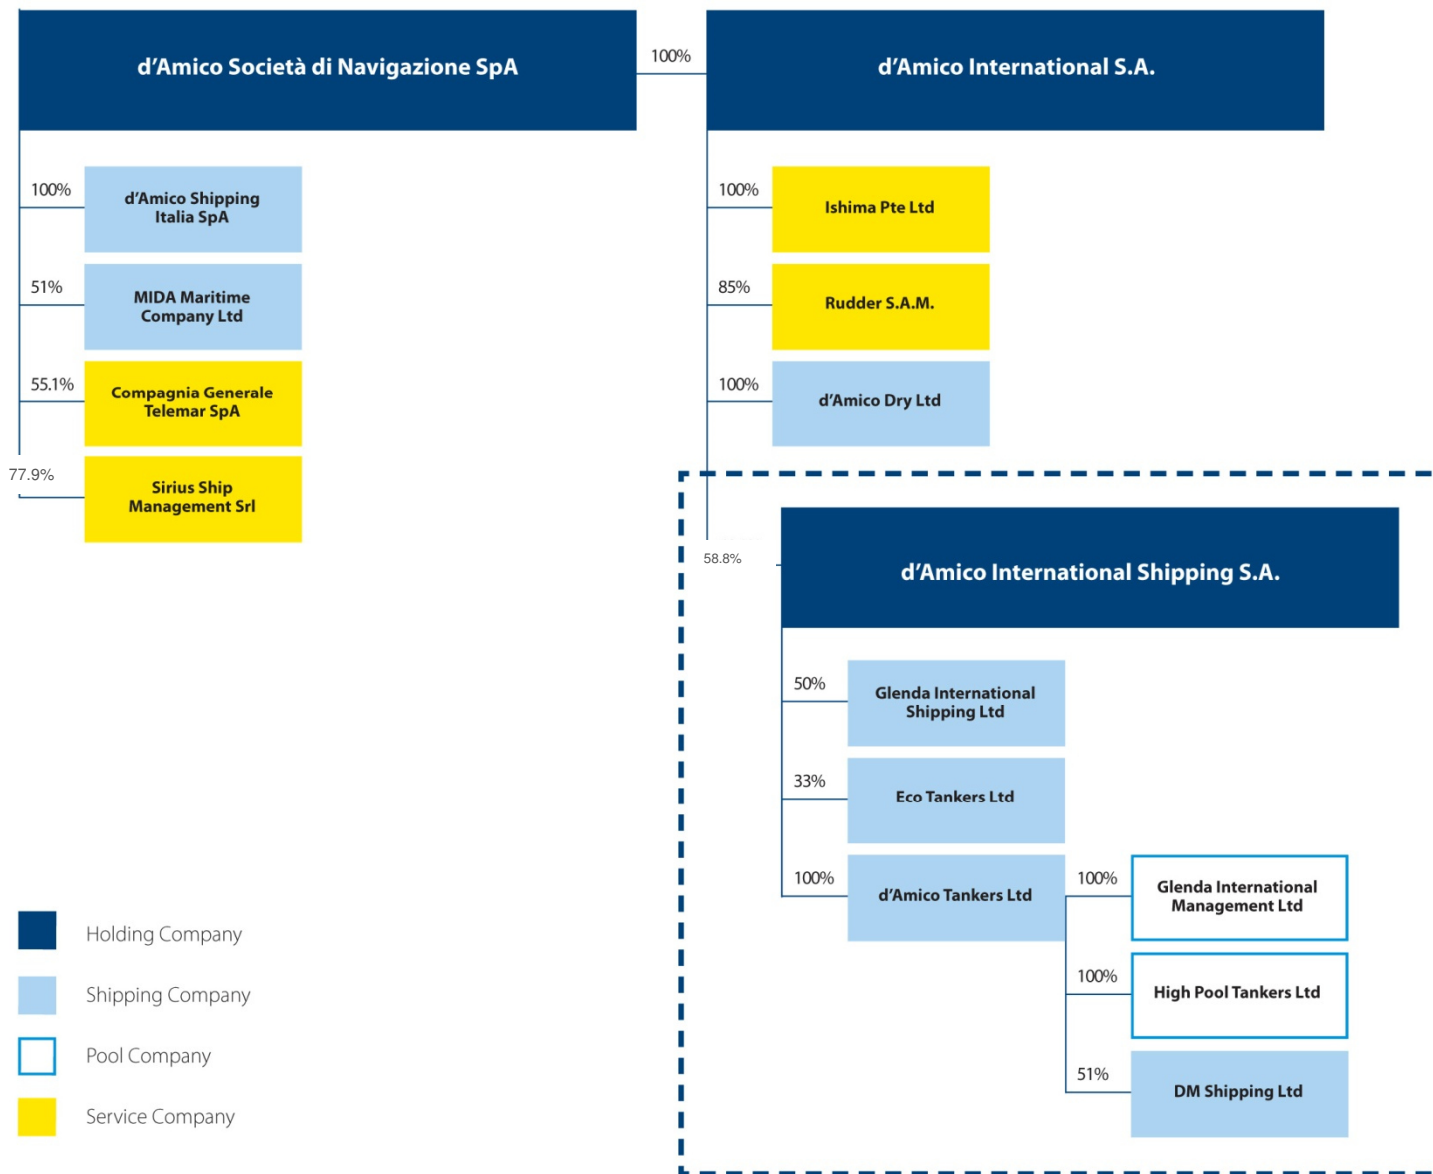 d'Amico Società di Navigazione SpA
100%
d'Amico International S.A.
100%
d'Amico Shipping
Italia SpA
51%
MIDA Maritime
Company Ltd
55.1%
Compagnia Generale
Telemar SpA
77.9%
Sirius Ship
Management Srl
100%
Ishima Pte Ltd
85%
Rudder S.A.M.
100%
d'Amico Dry Ltd
58.8%
d'Amico International Shipping S.A.
50%
Glenda International
Shipping Ltd
33%
Eco Tankers Ltd
100%
d'Amico Tankers Ltd
100%
Glenda International
Management Ltd
100%
High Pool Tankers Ltd
51%
DM Shipping Ltd
Holding Company
Shipping Company
Pool Company
Service Company